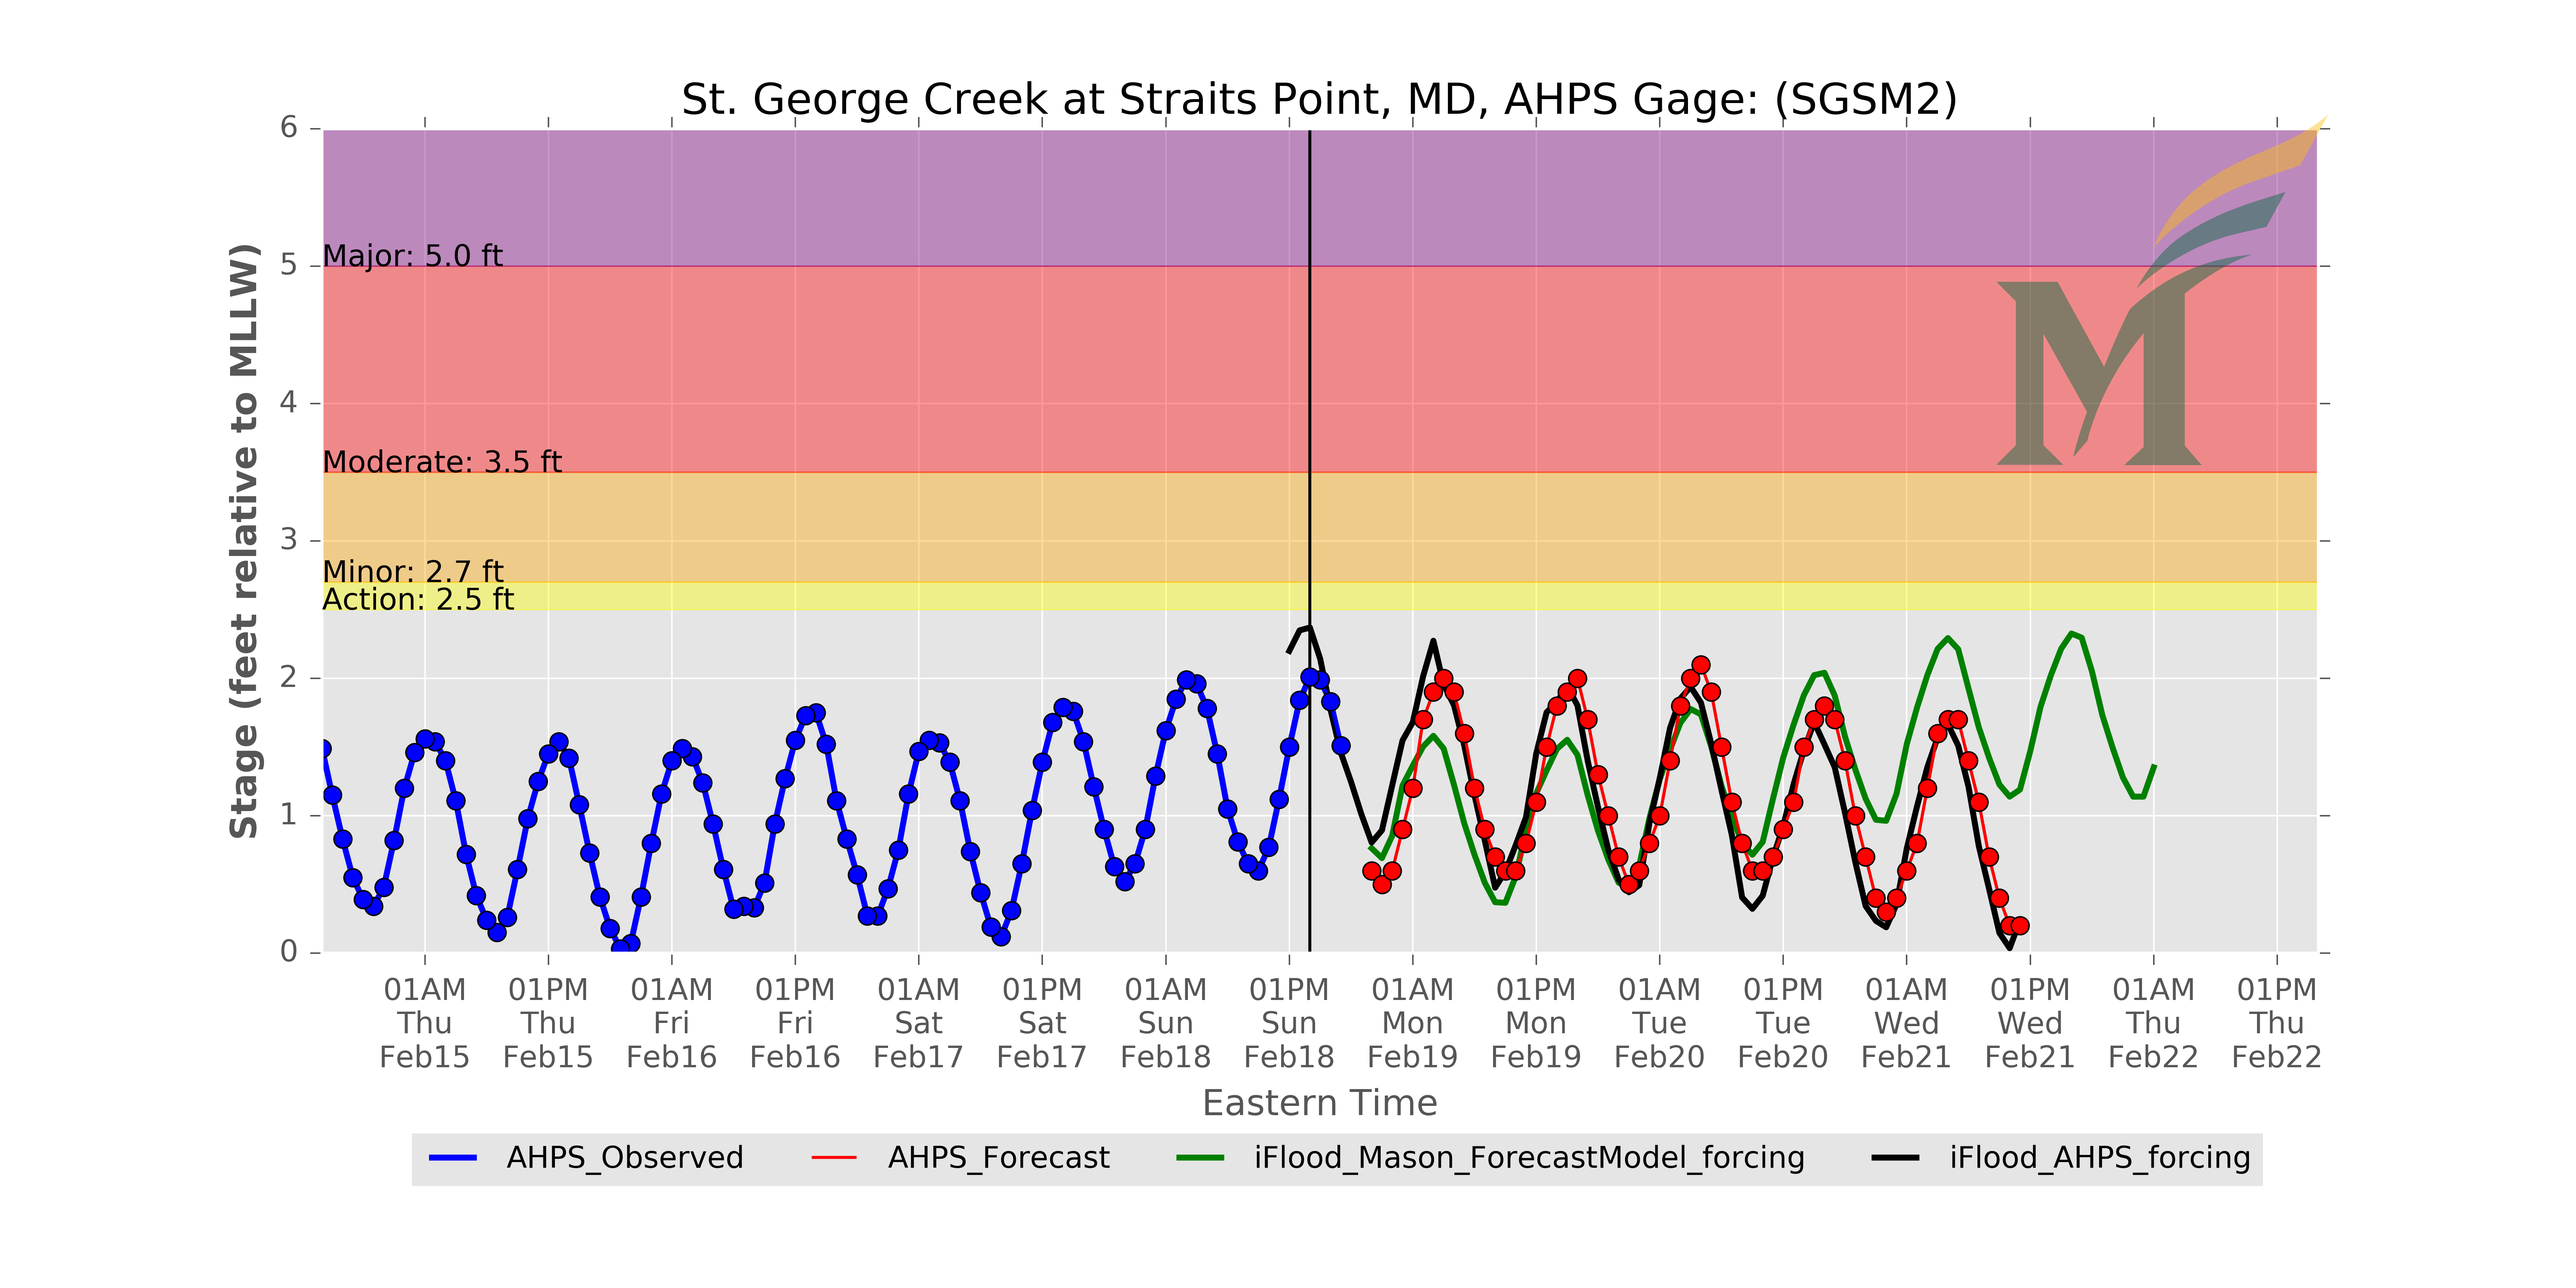 St. George Creek at Straits Point, MD, AHPS Gage: (SGSM2)
Stage (feet relative to MLLW)
6
5
4
3
2
1
0
Major: 5.0 ft
Moderate: 3.5 ft
Minor: 2.7 ft
Action: 2.5 ft
M
01AM 01PM 01AM 01PM 01AM 01PM 01AM 01PM 01AM 01PM 01AM 01PM 01AM 01PM 01AM 01PM
Thu Thu Fri Fri Sat Sat Sun Sun Mon Mon Tue Tue Wed Wed Thu Thu
Feb15 Feb15 Feb16 Feb16 Feb17 Feb17 Feb18 Feb18 Feb19 Feb19 Feb20 Feb20 Feb21 Feb21 Feb22 Feb22
Eastern Time
AHPS_Observed AHPS_Forecast iFlood_Mason_ForecastModel_forcing iFlood_AHPS_forcing